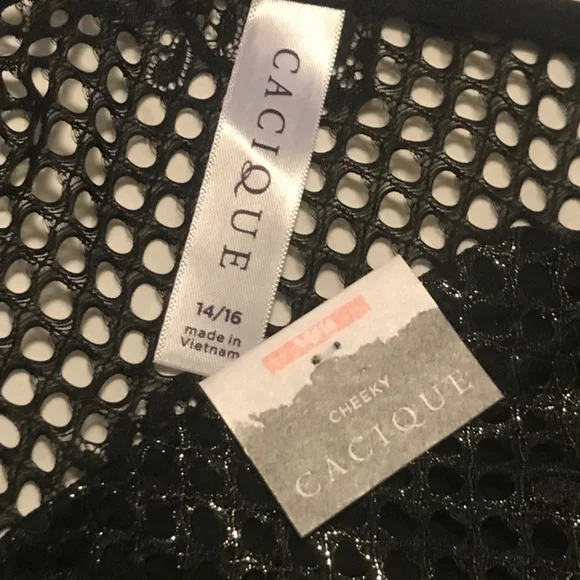 CACIQUE
14/16
made in
Vietnam
CHEEKY
CACIQUE